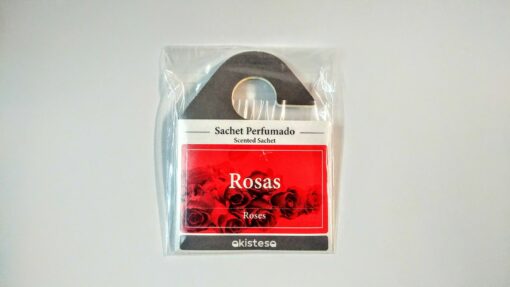 Sachet Perfumado
Scented Sachet
Rosas
Roses
akistesa